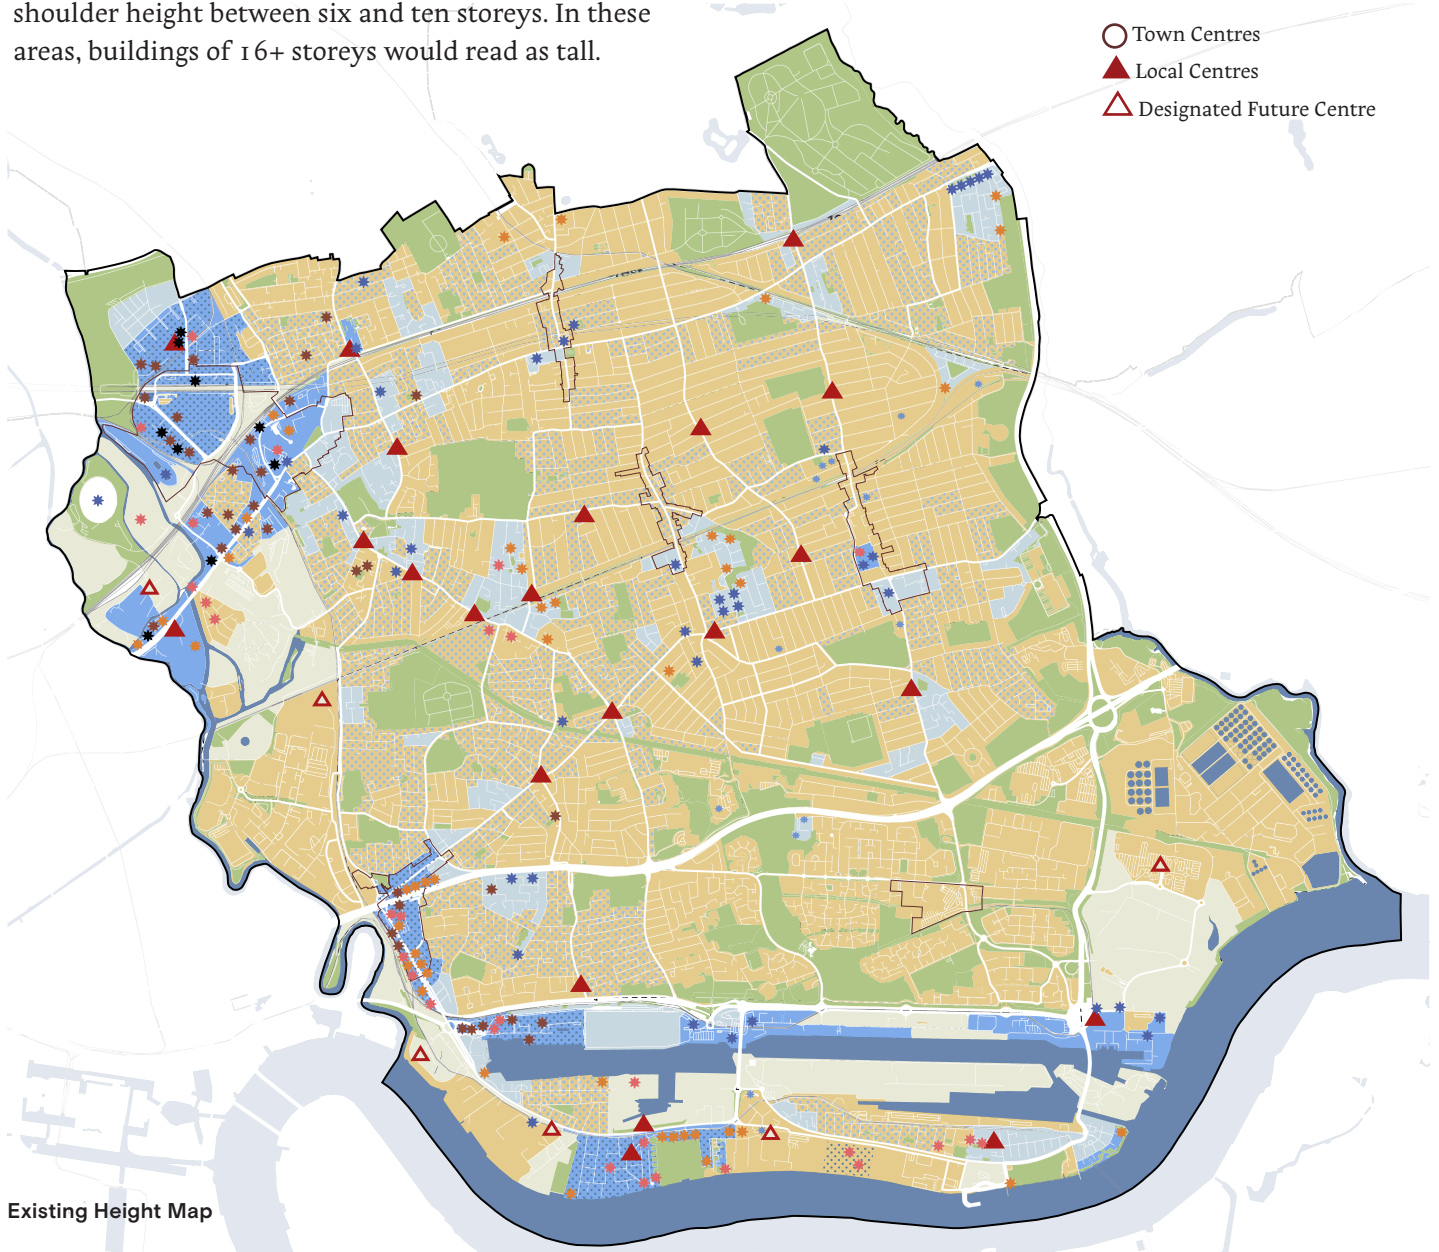 shoulder height between six and ten storeys. In these
areas, buildings of 16+ storeys would read as tall.
Town Centres
Local Centres
Designated Future Centre
Existing Height Map